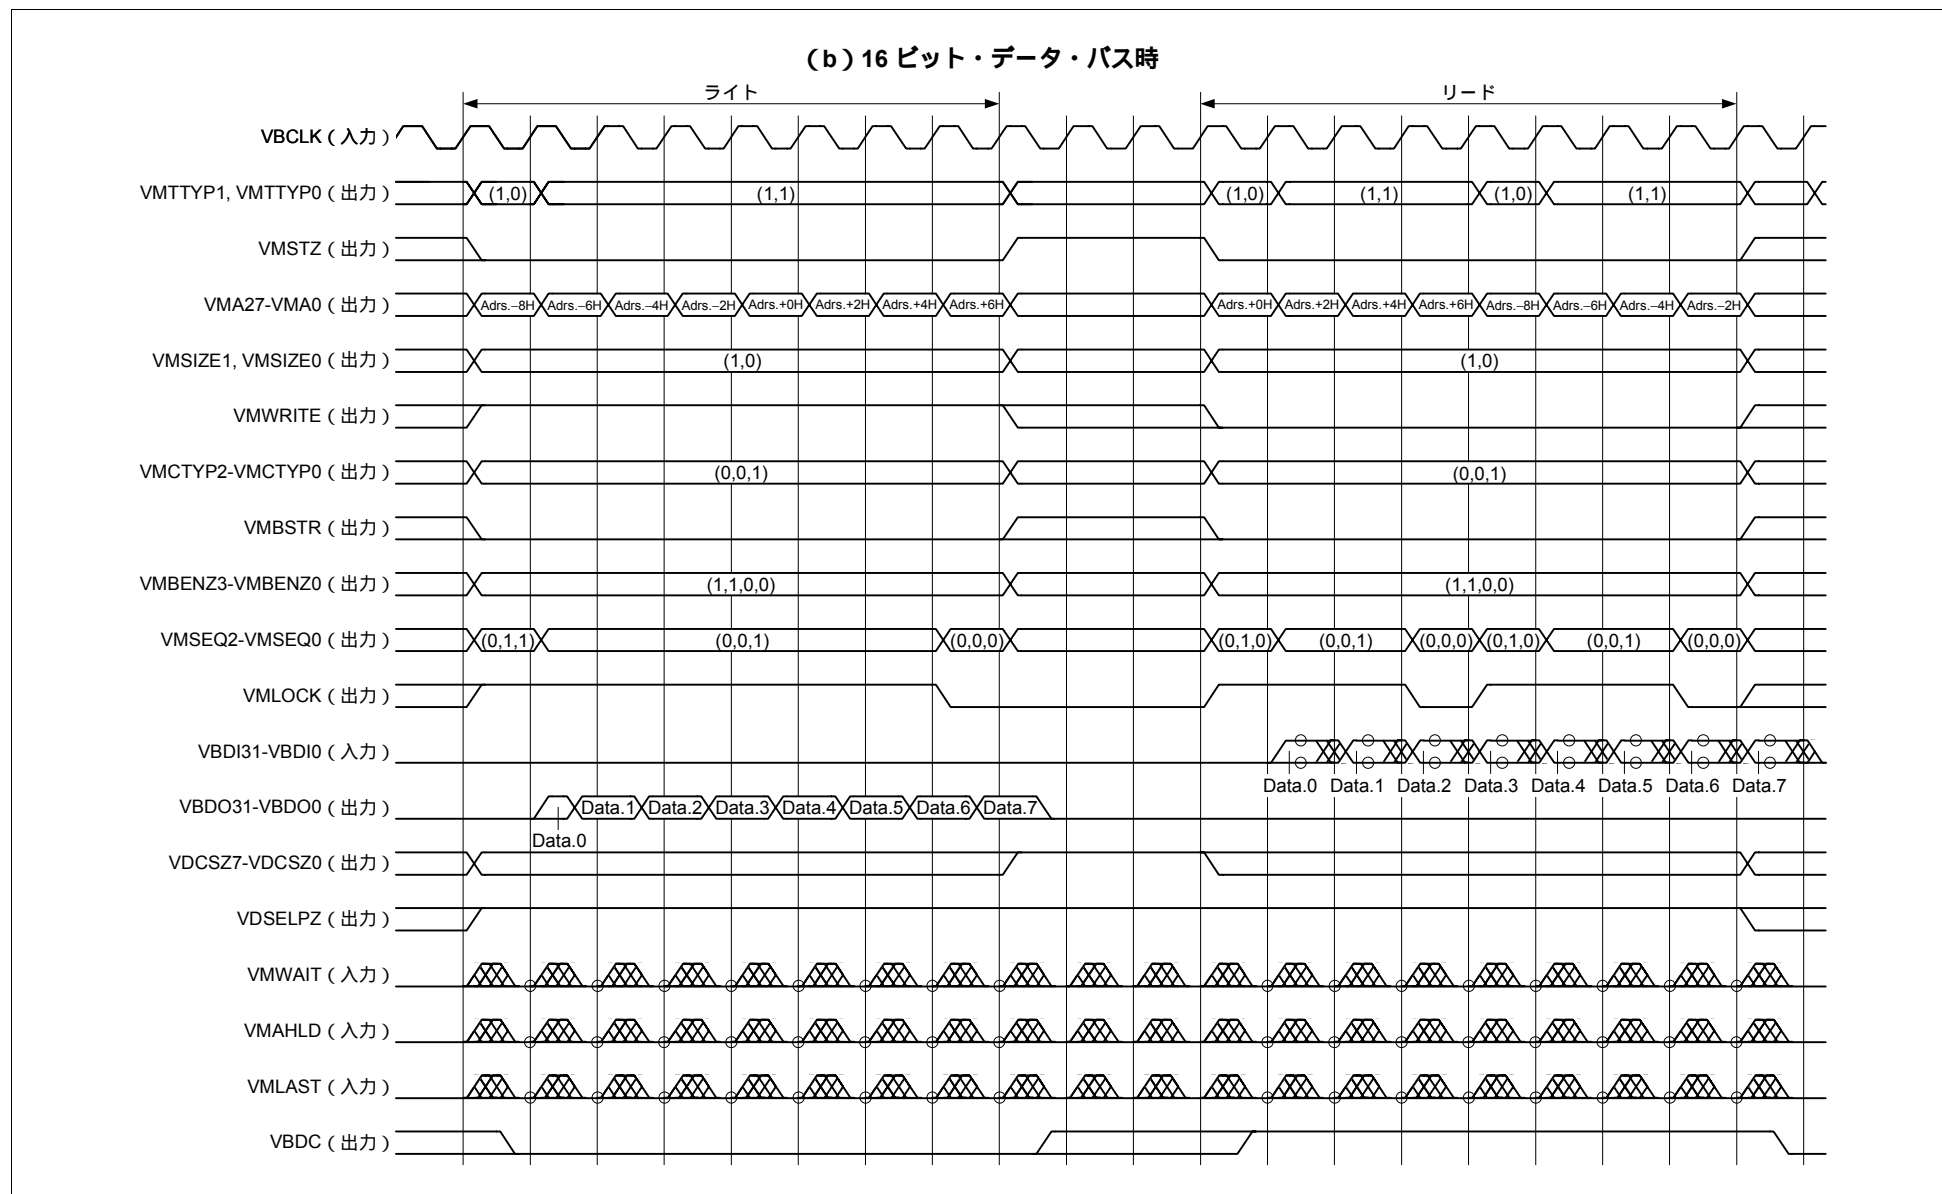 （b）16 ビット・データ・バス時
ライト リード
VBCLK（入力）
VMTTYP1, VMTTYP0（出力） (1,0) (1,1) (1,0) (1,1) (1,0) (1,1)
VMSTZ（出力）
VMA27-VMA0（出力） Adrs.−8H Adrs.−6H Adrs.−4H Adrs.−2H Adrs.+0H Adrs.+2H Adrs.+4H Adrs.+6H Adrs.+0H Adrs.+2H Adrs.+4H Adrs.+6H Adrs.−8H Adrs.−6H Adrs.−4H Adrs.−2H
VMSIZE1, VMSIZE0（出力） (1,0) (1,0)
VMWRITE（出力）
VMCTYP2-VMCTYP0（出力） (0,0,1) (0,0,1)
VMBSTR（出力）
VMBENZ3-VMBENZ0（出力） (1,1,0,0) (1,1,0,0)
VMSEQ2-VMSEQ0（出力） (0,1,1) (0,0,1) (0,0,0) (0,1,0) (0,0,1) (0,0,0) (0,1,0) (0,0,1) (0,0,0)
VMLOCK（出力）
VBDI31-VBDI0（入力）
Data.0 Data.1 Data.2 Data.3 Data.4 Data.5 Data.6 Data.7
VBDO31-VBDO0（出力） Data.1 Data.2 Data.3 Data.4 Data.5 Data.6 Data.7
Data.0
VDCSZ7-VDCSZ0（出力）
VDSELPZ（出力）
VMWAIT（入力）
VMAHLD（入力）
VMLAST（入力）
VBDC（出力）